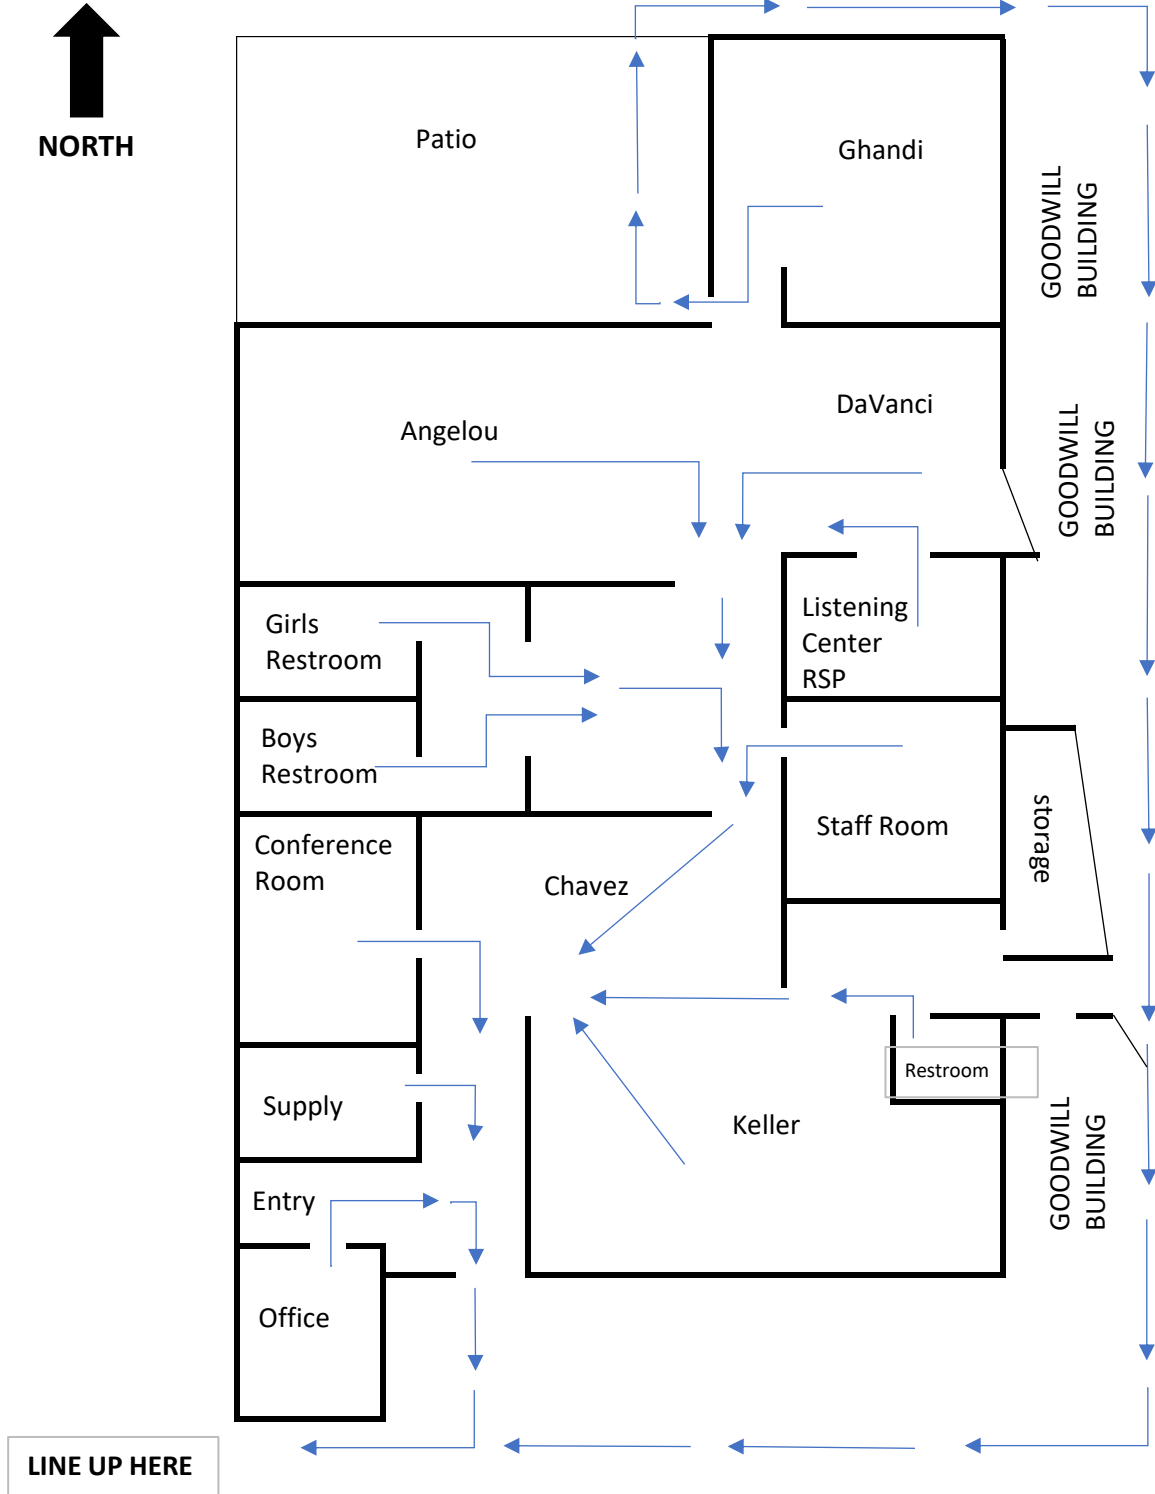 NORTH
Patio
Ghandi
GOODWILL
BUILDING
DaVanci
Angelou
GOODWILL
BUILDING
Listening
Center
RSP
Girls
Restroom
Boys
Restroom
storage
Staff Room
Conference
Room
Chavez
Restroom
Supply
Keller
GOODWILL
BUILDING
Entry
Office
LINE UP HERE